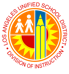 LOS ANGELES UNIFIED SCHOOL DISTRICT
DIVISION OF INSTRUCTION